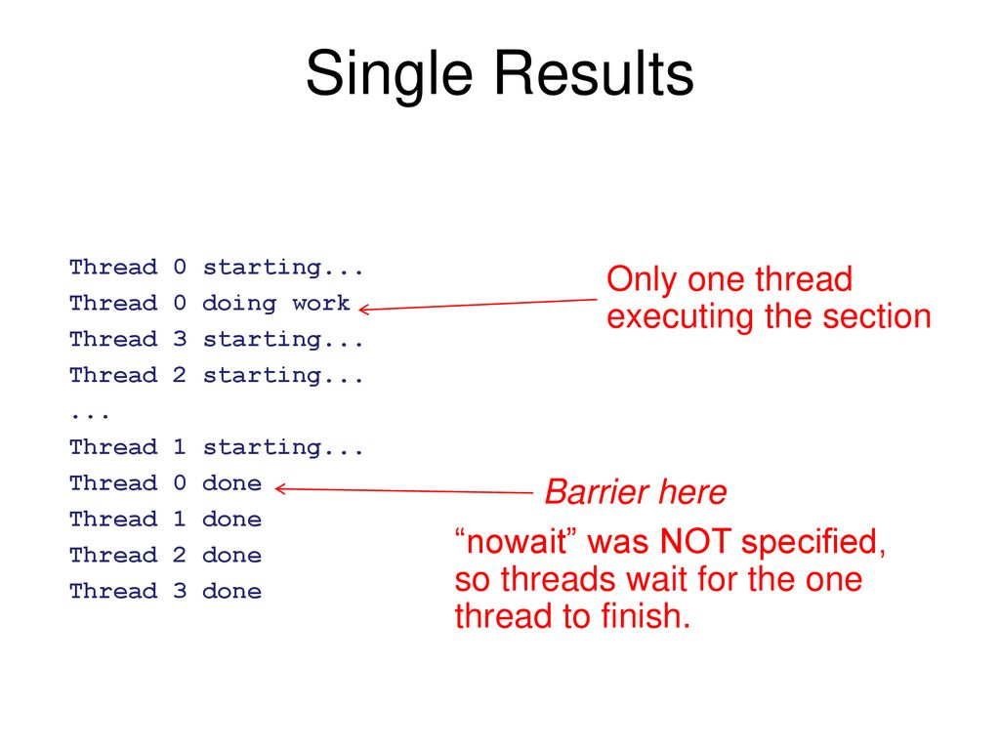 Single Results
Thread 0 starting...
Thread 0 doing work
Thread 3 starting...
Thread 2 starting...
...
Thread 1 starting...
Thread 0 done
Thread 1 done
Thread 2 done
Thread 3 done
Only one thread
executing the section
Barrier here
“nowait” was NOT specified,
so threads wait for the one
thread to finish.